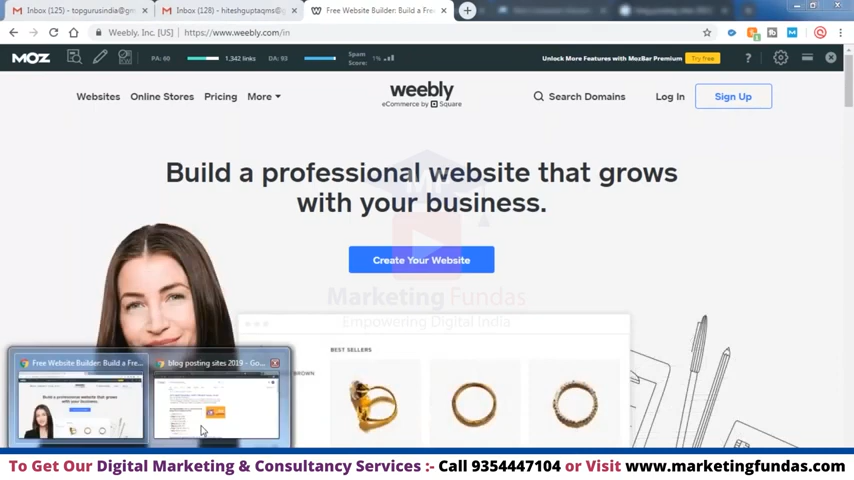 Inbox (125) - topgurusindia@gm
Inbox (128) - hiteshguptaqms@g
Free Website Builder: Build a Fre
Weebly, Inc. [US] | https://www.weebly.com/in
MOZ PA: 60 1,342 links DA: 93 Spam Score: 1% Unlock More Features with MozBar Premium Try free ?
Websites Online Stores Pricing More weebly Search Domains Log In Sign Up
eCommerce by Square
Build a professional website that grows
with your business.
Create Your Website
Marketing Fundas
Empowering Digital India
BEST SELLERS
BROWN
Free Website Builder: Build a Fre...
blog posting sites 2019 - Go...
To Get Our Digital Marketing & Consultancy Services :- Call 9354447104 or Visit www.marketingfundas.com